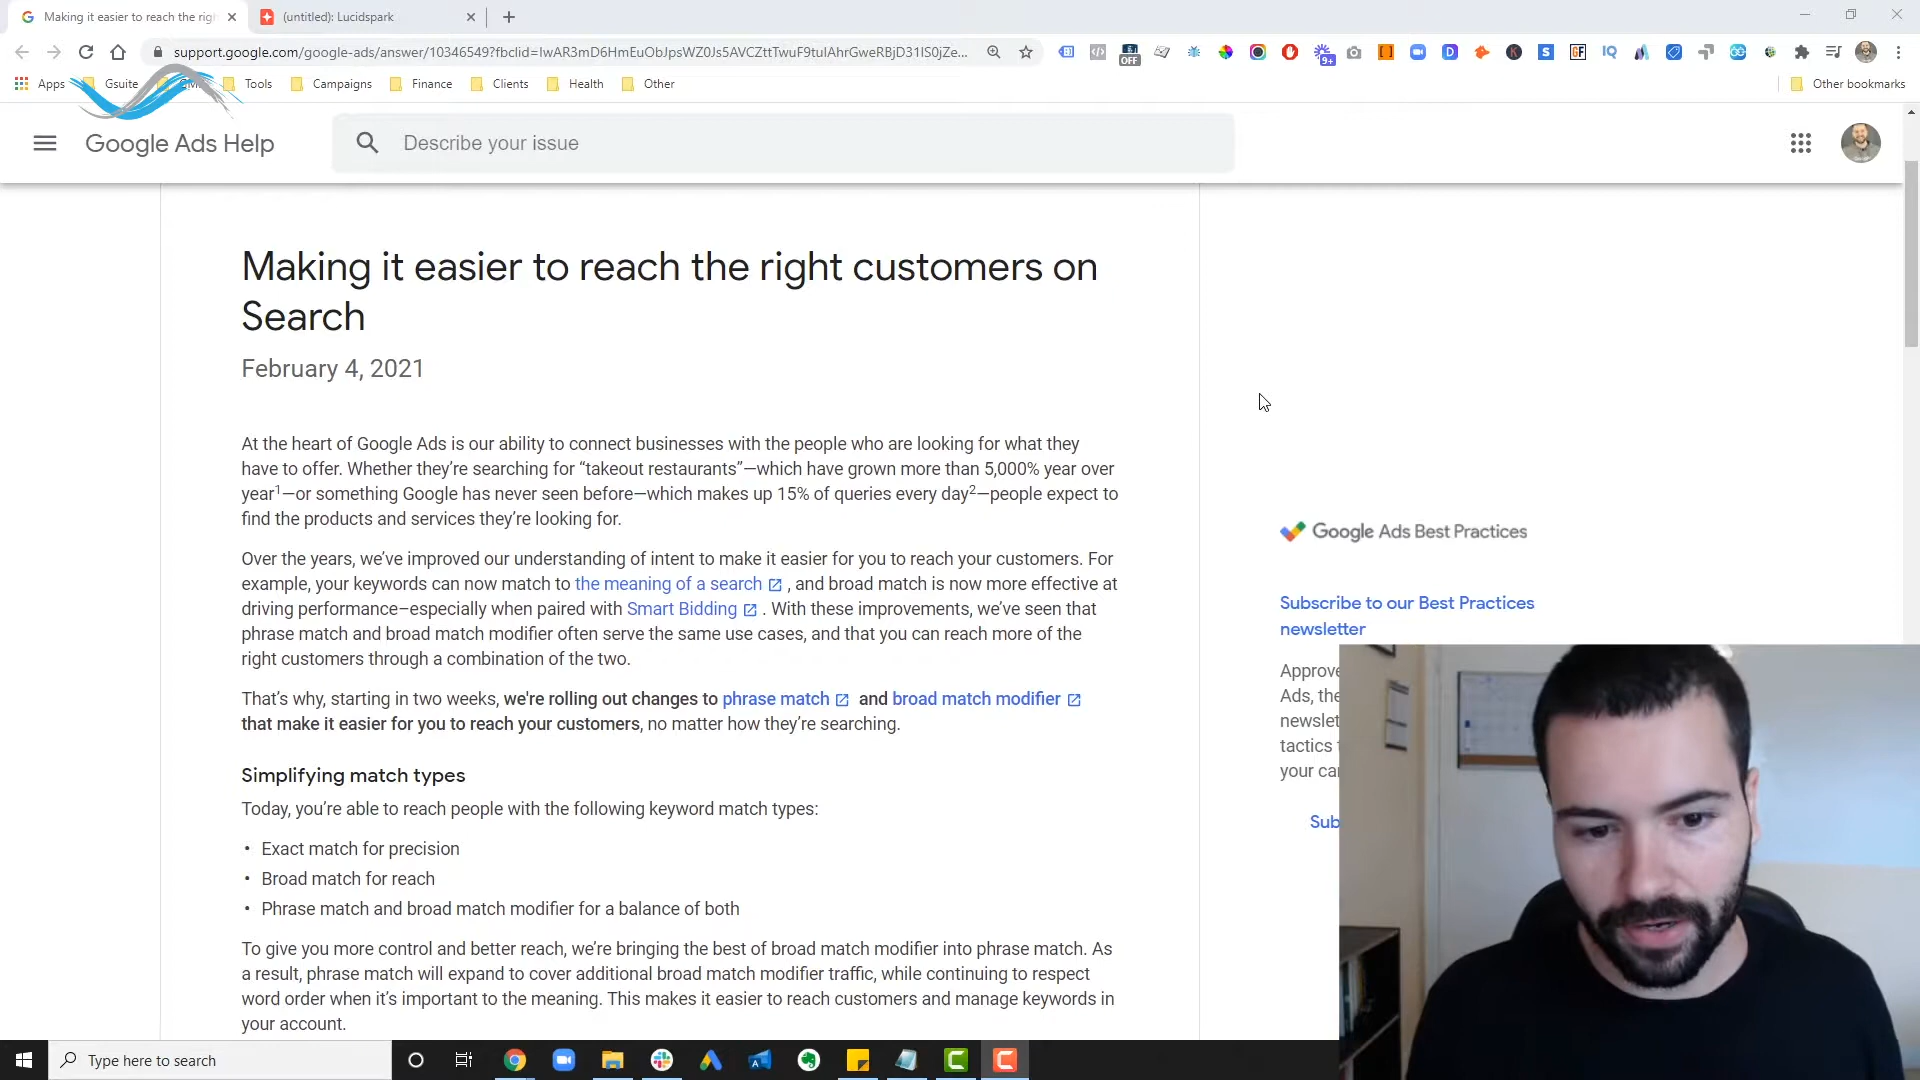 Making it easier to reach the righ
(untitled): Lucidspark
support.google.com/google-ads/answer/10346549?fbclid=IwAR3mD6HmEuObJpsWZ0Js5AVCZttTwuF9tuIAhrGweRBjD31lS0jZe...
OFF
9+
Apps
Gsuite
Tools
Campaigns
Finance
Clients
Health
Other
Other bookmarks
Google Ads Help
Describe your issue
Making it easier to reach the right customers on
Search
February 4, 2021
At the heart of Google Ads is our ability to connect businesses with the people who are looking for what they
have to offer. Whether they’re searching for “takeout restaurants”—which have grown more than 5,000% year over
year1—or something Google has never seen before—which makes up 15% of queries every day2—people expect to
find the products and services they’re looking for.
Over the years, we’ve improved our understanding of intent to make it easier for you to reach your customers. For
example, your keywords can now match to the meaning of a search , and broad match is now more effective at
driving performance–especially when paired with Smart Bidding . With these improvements, we’ve seen that
phrase match and broad match modifier often serve the same use cases, and that you can reach more of the
right customers through a combination of the two.
That’s why, starting in two weeks, we're rolling out changes to phrase match and broad match modifier
that make it easier for you to reach your customers, no matter how they’re searching.
Simplifying match types
Today, you’re able to reach people with the following keyword match types:
• Exact match for precision
• Broad match for reach
• Phrase match and broad match modifier for a balance of both
To give you more control and better reach, we’re bringing the best of broad match modifier into phrase match. As
a result, phrase match will expand to cover additional broad match modifier traffic, while continuing to respect
word order when it’s important to the meaning. This makes it easier to reach customers and manage keywords in
your account.
Google Ads Best Practices
Subscribe to our Best Practices
newsletter
Approve
Ads, the
newslet
tactics
your ca
Sub
Type here to search